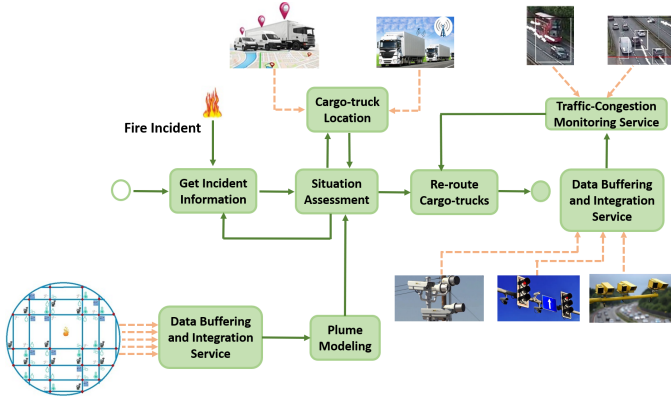 Cargo-truck
Location
Traffic-Congestion
Monitoring Service
Fire Incident
Get Incident
Information
Situation
Assessment
Re-route
Cargo-trucks
Data Buffering
and Integration
Service
Data Buffering
and Integration
Service
Plume
Modeling